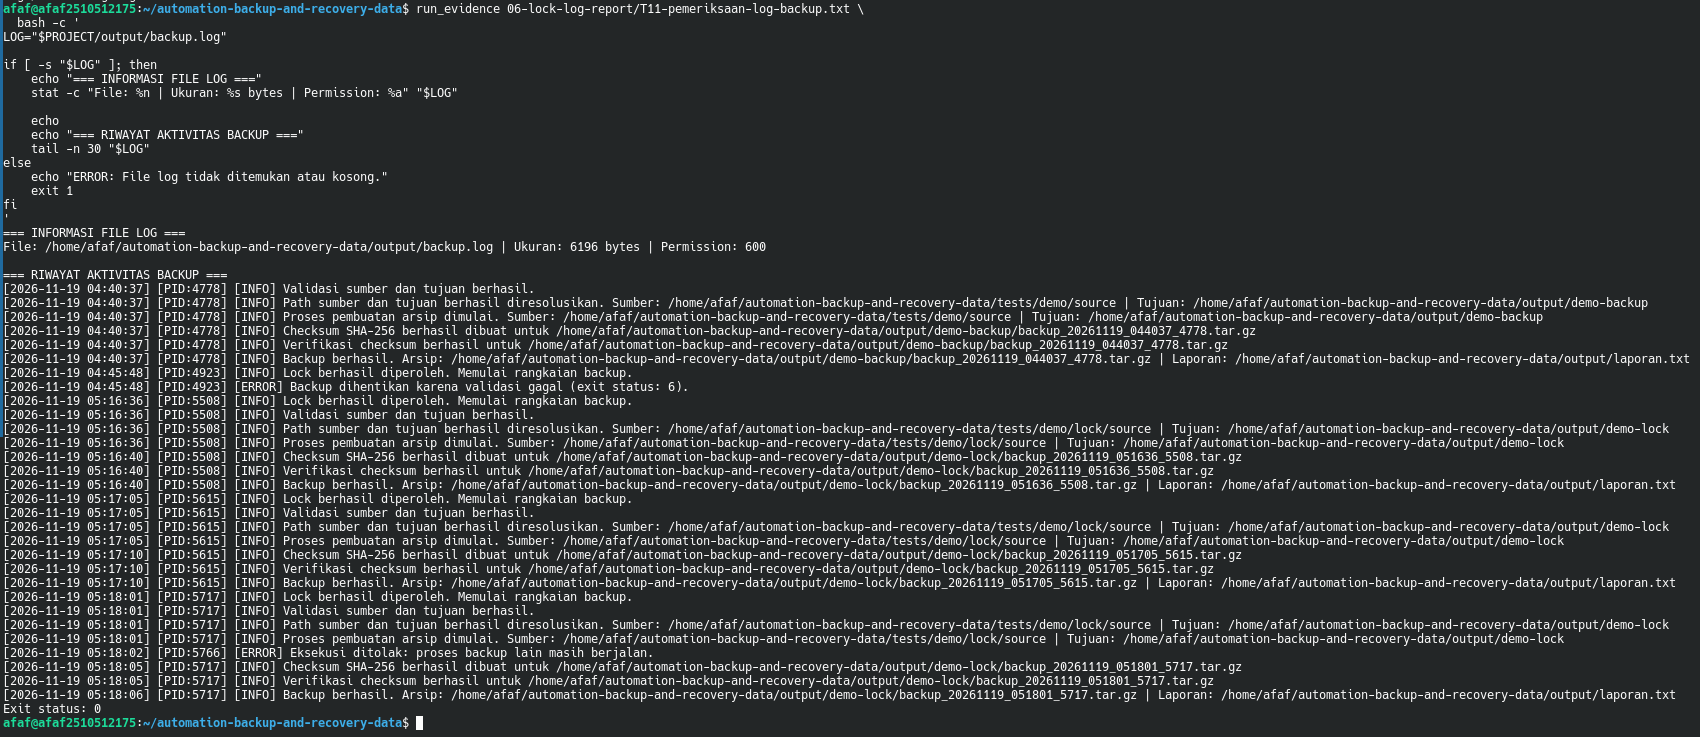 afaf@afaf2510512175:~/automation-backup-and-recovery-data$ run_evidence 06-lock-log-report/T11-pemeriksaan-log-backup.txt \
  bash -c '
LOG="$PROJECT/output/backup.log"

if [ -s "$LOG" ]; then
    echo "=== INFORMASI FILE LOG ==="
    stat -c "File: %n | Ukuran: %s bytes | Permission: %a" "$LOG"

    echo
    echo "=== RIWAYAT AKTIVITAS BACKUP ==="
    tail -n 30 "$LOG"
else
    echo "ERROR: File log tidak ditemukan atau kosong."
    exit 1
fi
'
=== INFORMASI FILE LOG ===
File: /home/afaf/automation-backup-and-recovery-data/output/backup.log | Ukuran: 6196 bytes | Permission: 600

=== RIWAYAT AKTIVITAS BACKUP ===
[2026-11-19 04:40:37] [PID:4778] [INFO] Validasi sumber dan tujuan berhasil.
[2026-11-19 04:40:37] [PID:4778] [INFO] Path sumber dan tujuan berhasil diresolusikan. Sumber: /home/afaf/automation-backup-and-recovery-data/tests/demo/source | Tujuan: /home/afaf/automation-backup-and-recovery-data/output/demo-backup
[2026-11-19 04:40:37] [PID:4778] [INFO] Proses pembuatan arsip dimulai. Sumber: /home/afaf/automation-backup-and-recovery-data/tests/demo/source | Tujuan: /home/afaf/automation-backup-and-recovery-data/output/demo-backup
[2026-11-19 04:40:37] [PID:4778] [INFO] Checksum SHA-256 berhasil dibuat untuk /home/afaf/automation-backup-and-recovery-data/output/demo-backup/backup_20261119_044037_4778.tar.gz
[2026-11-19 04:40:37] [PID:4778] [INFO] Verifikasi checksum berhasil untuk /home/afaf/automation-backup-and-recovery-data/output/demo-backup/backup_20261119_044037_4778.tar.gz
[2026-11-19 04:40:37] [PID:4778] [INFO] Backup berhasil. Arsip: /home/afaf/automation-backup-and-recovery-data/output/demo-backup/backup_20261119_044037_4778.tar.gz | Laporan: /home/afaf/automation-backup-and-recovery-data/output/laporan.txt
[2026-11-19 04:45:48] [PID:4923] [INFO] Lock berhasil diperoleh. Memulai rangkaian backup.
[2026-11-19 04:45:48] [PID:4923] [ERROR] Backup dihentikan karena validasi gagal (exit status: 6).
[2026-11-19 05:16:36] [PID:5508] [INFO] Lock berhasil diperoleh. Memulai rangkaian backup.
[2026-11-19 05:16:36] [PID:5508] [INFO] Validasi sumber dan tujuan berhasil.
[2026-11-19 05:16:36] [PID:5508] [INFO] Path sumber dan tujuan berhasil diresolusikan. Sumber: /home/afaf/automation-backup-and-recovery-data/tests/demo/lock/source | Tujuan: /home/afaf/automation-backup-and-recovery-data/output/demo-lock
[2026-11-19 05:16:36] [PID:5508] [INFO] Proses pembuatan arsip dimulai. Sumber: /home/afaf/automation-backup-and-recovery-data/tests/demo/lock/source | Tujuan: /home/afaf/automation-backup-and-recovery-data/output/demo-lock
[2026-11-19 05:16:40] [PID:5508] [INFO] Checksum SHA-256 berhasil dibuat untuk /home/afaf/automation-backup-and-recovery-data/output/demo-lock/backup_20261119_051636_5508.tar.gz
[2026-11-19 05:16:40] [PID:5508] [INFO] Verifikasi checksum berhasil untuk /home/afaf/automation-backup-and-recovery-data/output/demo-lock/backup_20261119_051636_5508.tar.gz
[2026-11-19 05:16:40] [PID:5508] [INFO] Backup berhasil. Arsip: /home/afaf/automation-backup-and-recovery-data/output/demo-lock/backup_20261119_051636_5508.tar.gz | Laporan: /home/afaf/automation-backup-and-recovery-data/output/laporan.txt
[2026-11-19 05:17:05] [PID:5615] [INFO] Lock berhasil diperoleh. Memulai rangkaian backup.
[2026-11-19 05:17:05] [PID:5615] [INFO] Validasi sumber dan tujuan berhasil.
[2026-11-19 05:17:05] [PID:5615] [INFO] Path sumber dan tujuan berhasil diresolusikan. Sumber: /home/afaf/automation-backup-and-recovery-data/tests/demo/lock/source | Tujuan: /home/afaf/automation-backup-and-recovery-data/output/demo-lock
[2026-11-19 05:17:05] [PID:5615] [INFO] Proses pembuatan arsip dimulai. Sumber: /home/afaf/automation-backup-and-recovery-data/tests/demo/lock/source | Tujuan: /home/afaf/automation-backup-and-recovery-data/output/demo-lock
[2026-11-19 05:17:10] [PID:5615] [INFO] Checksum SHA-256 berhasil dibuat untuk /home/afaf/automation-backup-and-recovery-data/output/demo-lock/backup_20261119_051705_5615.tar.gz
[2026-11-19 05:17:10] [PID:5615] [INFO] Verifikasi checksum berhasil untuk /home/afaf/automation-backup-and-recovery-data/output/demo-lock/backup_20261119_051705_5615.tar.gz
[2026-11-19 05:17:10] [PID:5615] [INFO] Backup berhasil. Arsip: /home/afaf/automation-backup-and-recovery-data/output/demo-lock/backup_20261119_051705_5615.tar.gz | Laporan: /home/afaf/automation-backup-and-recovery-data/output/laporan.txt
[2026-11-19 05:18:01] [PID:5717] [INFO] Lock berhasil diperoleh. Memulai rangkaian backup.
[2026-11-19 05:18:01] [PID:5717] [INFO] Validasi sumber dan tujuan berhasil.
[2026-11-19 05:18:01] [PID:5717] [INFO] Path sumber dan tujuan berhasil diresolusikan. Sumber: /home/afaf/automation-backup-and-recovery-data/tests/demo/lock/source | Tujuan: /home/afaf/automation-backup-and-recovery-data/output/demo-lock
[2026-11-19 05:18:01] [PID:5717] [INFO] Proses pembuatan arsip dimulai. Sumber: /home/afaf/automation-backup-and-recovery-data/tests/demo/lock/source | Tujuan: /home/afaf/automation-backup-and-recovery-data/output/demo-lock
[2026-11-19 05:18:02] [PID:5766] [ERROR] Eksekusi ditolak: proses backup lain masih berjalan.
[2026-11-19 05:18:05] [PID:5717] [INFO] Checksum SHA-256 berhasil dibuat untuk /home/afaf/automation-backup-and-recovery-data/output/demo-lock/backup_20261119_051801_5717.tar.gz
[2026-11-19 05:18:05] [PID:5717] [INFO] Verifikasi checksum berhasil untuk /home/afaf/automation-backup-and-recovery-data/output/demo-lock/backup_20261119_051801_5717.tar.gz
[2026-11-19 05:18:06] [PID:5717] [INFO] Backup berhasil. Arsip: /home/afaf/automation-backup-and-recovery-data/output/demo-lock/backup_20261119_051801_5717.tar.gz | Laporan: /home/afaf/automation-backup-and-recovery-data/output/laporan.txt
Exit status: 0
afaf@afaf2510512175:~/automation-backup-and-recovery-data$